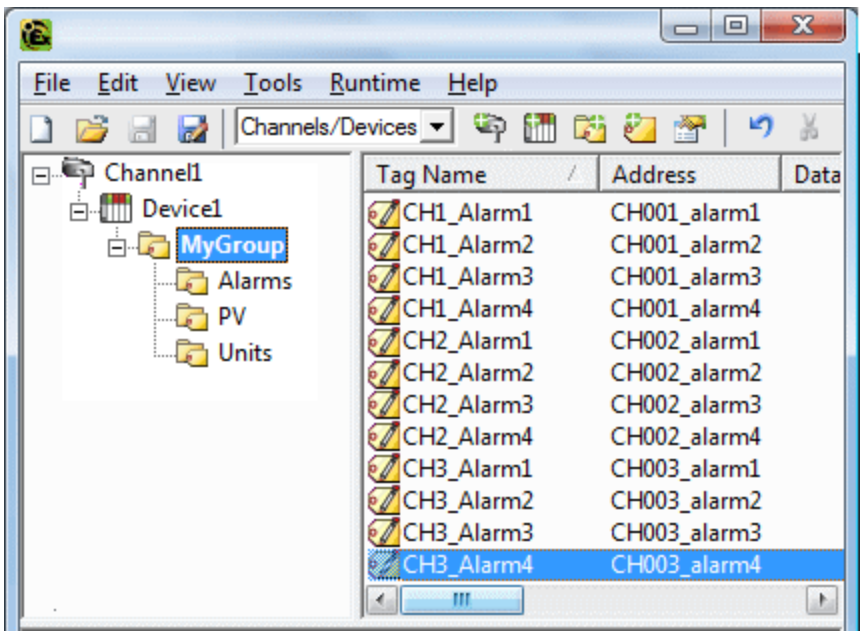 File Edit View Tools Runtime Help
Channels/Devices
Channel1
Device1
MyGroup
Alarms
PV
Units
Tag Name Address Data
CH1_Alarm1 CH001_alarm1
CH1_Alarm2 CH001_alarm2
CH1_Alarm3 CH001_alarm3
CH1_Alarm4 CH001_alarm4
CH2_Alarm1 CH002_alarm1
CH2_Alarm2 CH002_alarm2
CH2_Alarm3 CH002_alarm3
CH2_Alarm4 CH002_alarm4
CH3_Alarm1 CH003_alarm1
CH3_Alarm2 CH003_alarm2
CH3_Alarm3 CH003_alarm3
CH3_Alarm4 CH003_alarm4